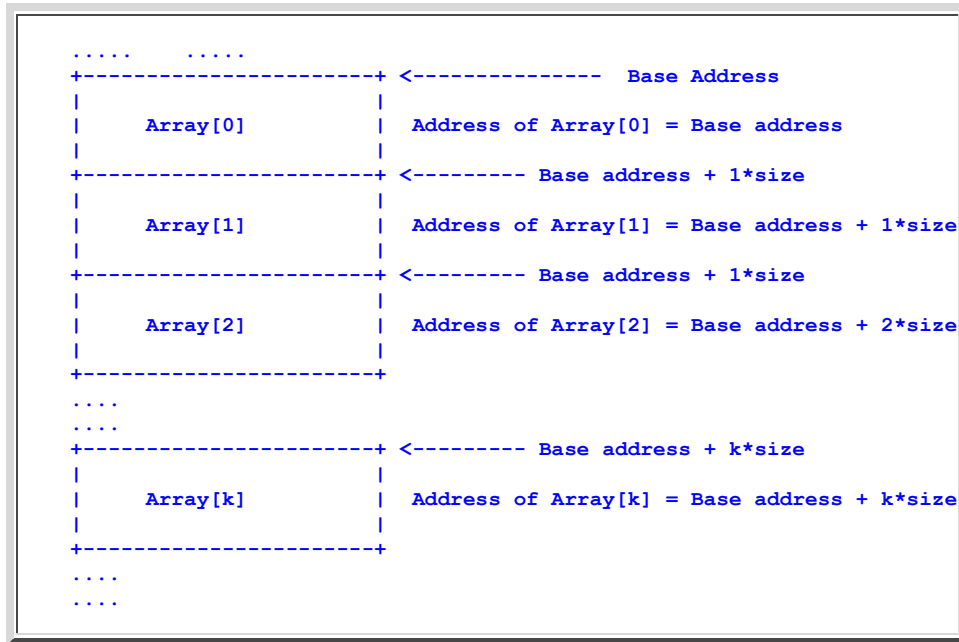 .....     .....
+-----------------------+ <---------------  Base Address
|                       |
|     Array[0]          |  Address of Array[0] = Base address
|                       |
+-----------------------+ <--------- Base address + 1*size
|                       |
|     Array[1]          |  Address of Array[1] = Base address + 1*size
|                       |
+-----------------------+ <--------- Base address + 1*size
|                       |
|     Array[2]          |  Address of Array[2] = Base address + 2*size
|                       |
+-----------------------+
....
....
+-----------------------+ <--------- Base address + k*size
|                       |
|     Array[k]          |  Address of Array[k] = Base address + k*size
|                       |
+-----------------------+
....
....